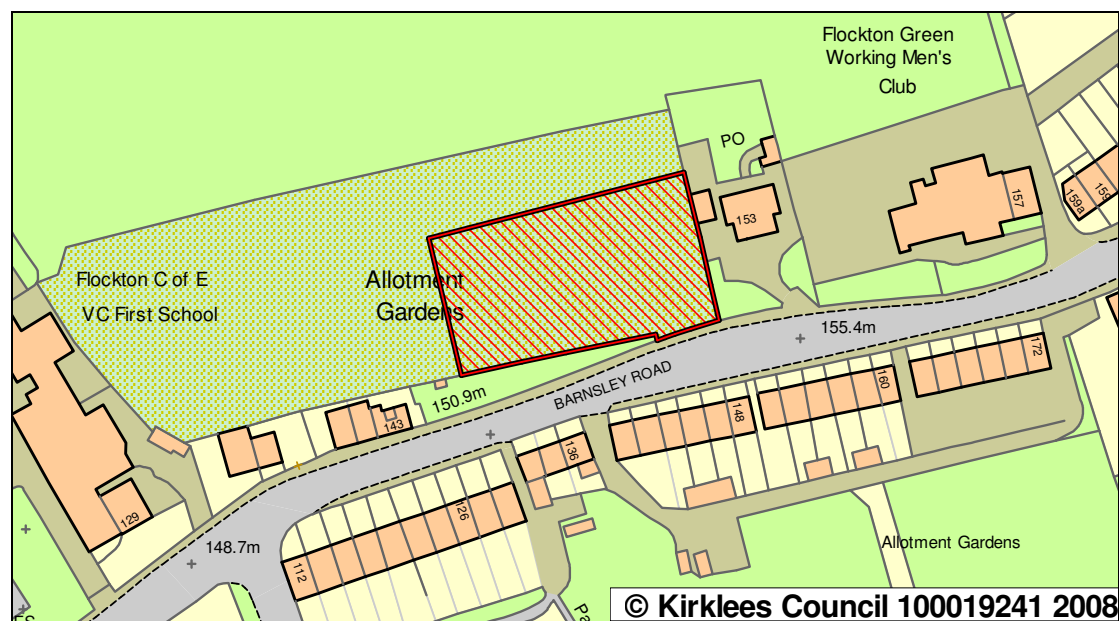 Flockton Green
Working Men's
Club
PO
153
157
159a
159
Flockton C of E
VC First School
Allotment
Gardens
155.4m
BARNSLEY ROAD
150.9m
143
172
160
148
136
126
129
148.7m
112
Allotment Gardens
© Kirklees Council 100019241 2008